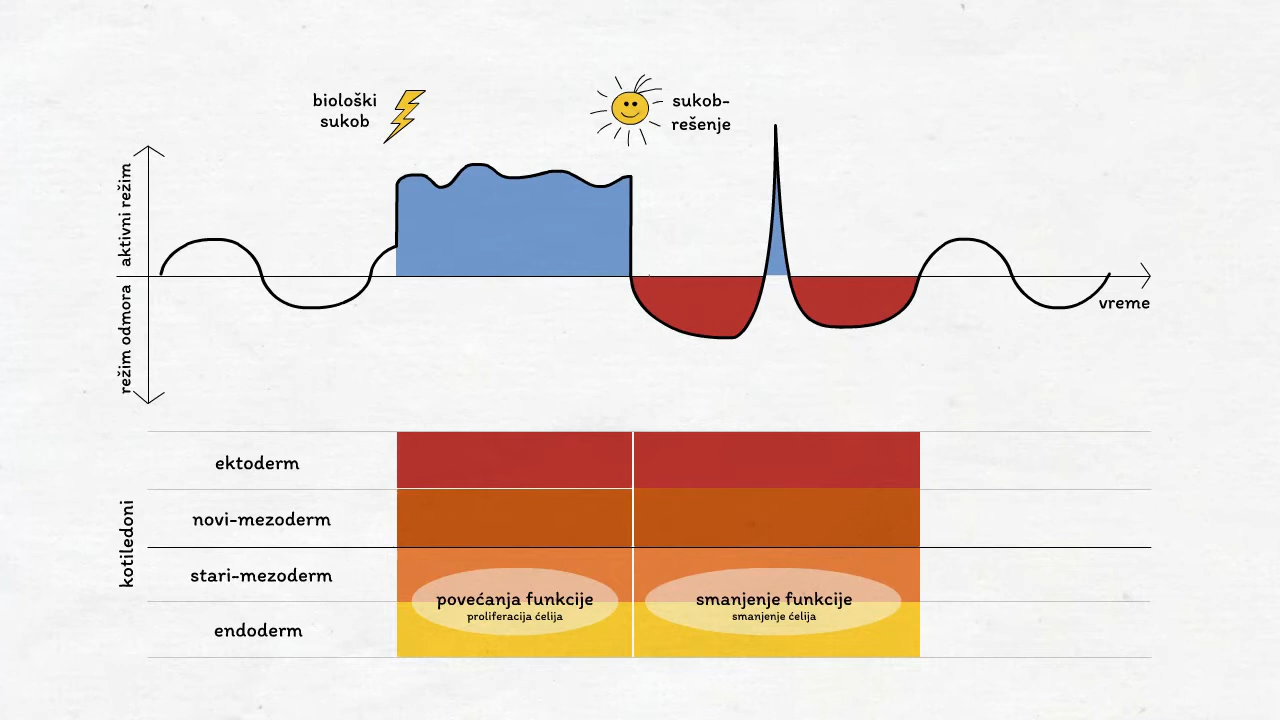 biološki
sukob
sukob-
rešenje
aktivni režim
režim odmora
vreme
kotiledoni
ektoderm
novi-mezoderm
stari-mezoderm
endoderm
povećanja funkcije
proliferacija ćelija
smanjenje funkcije
smanjenje ćelija